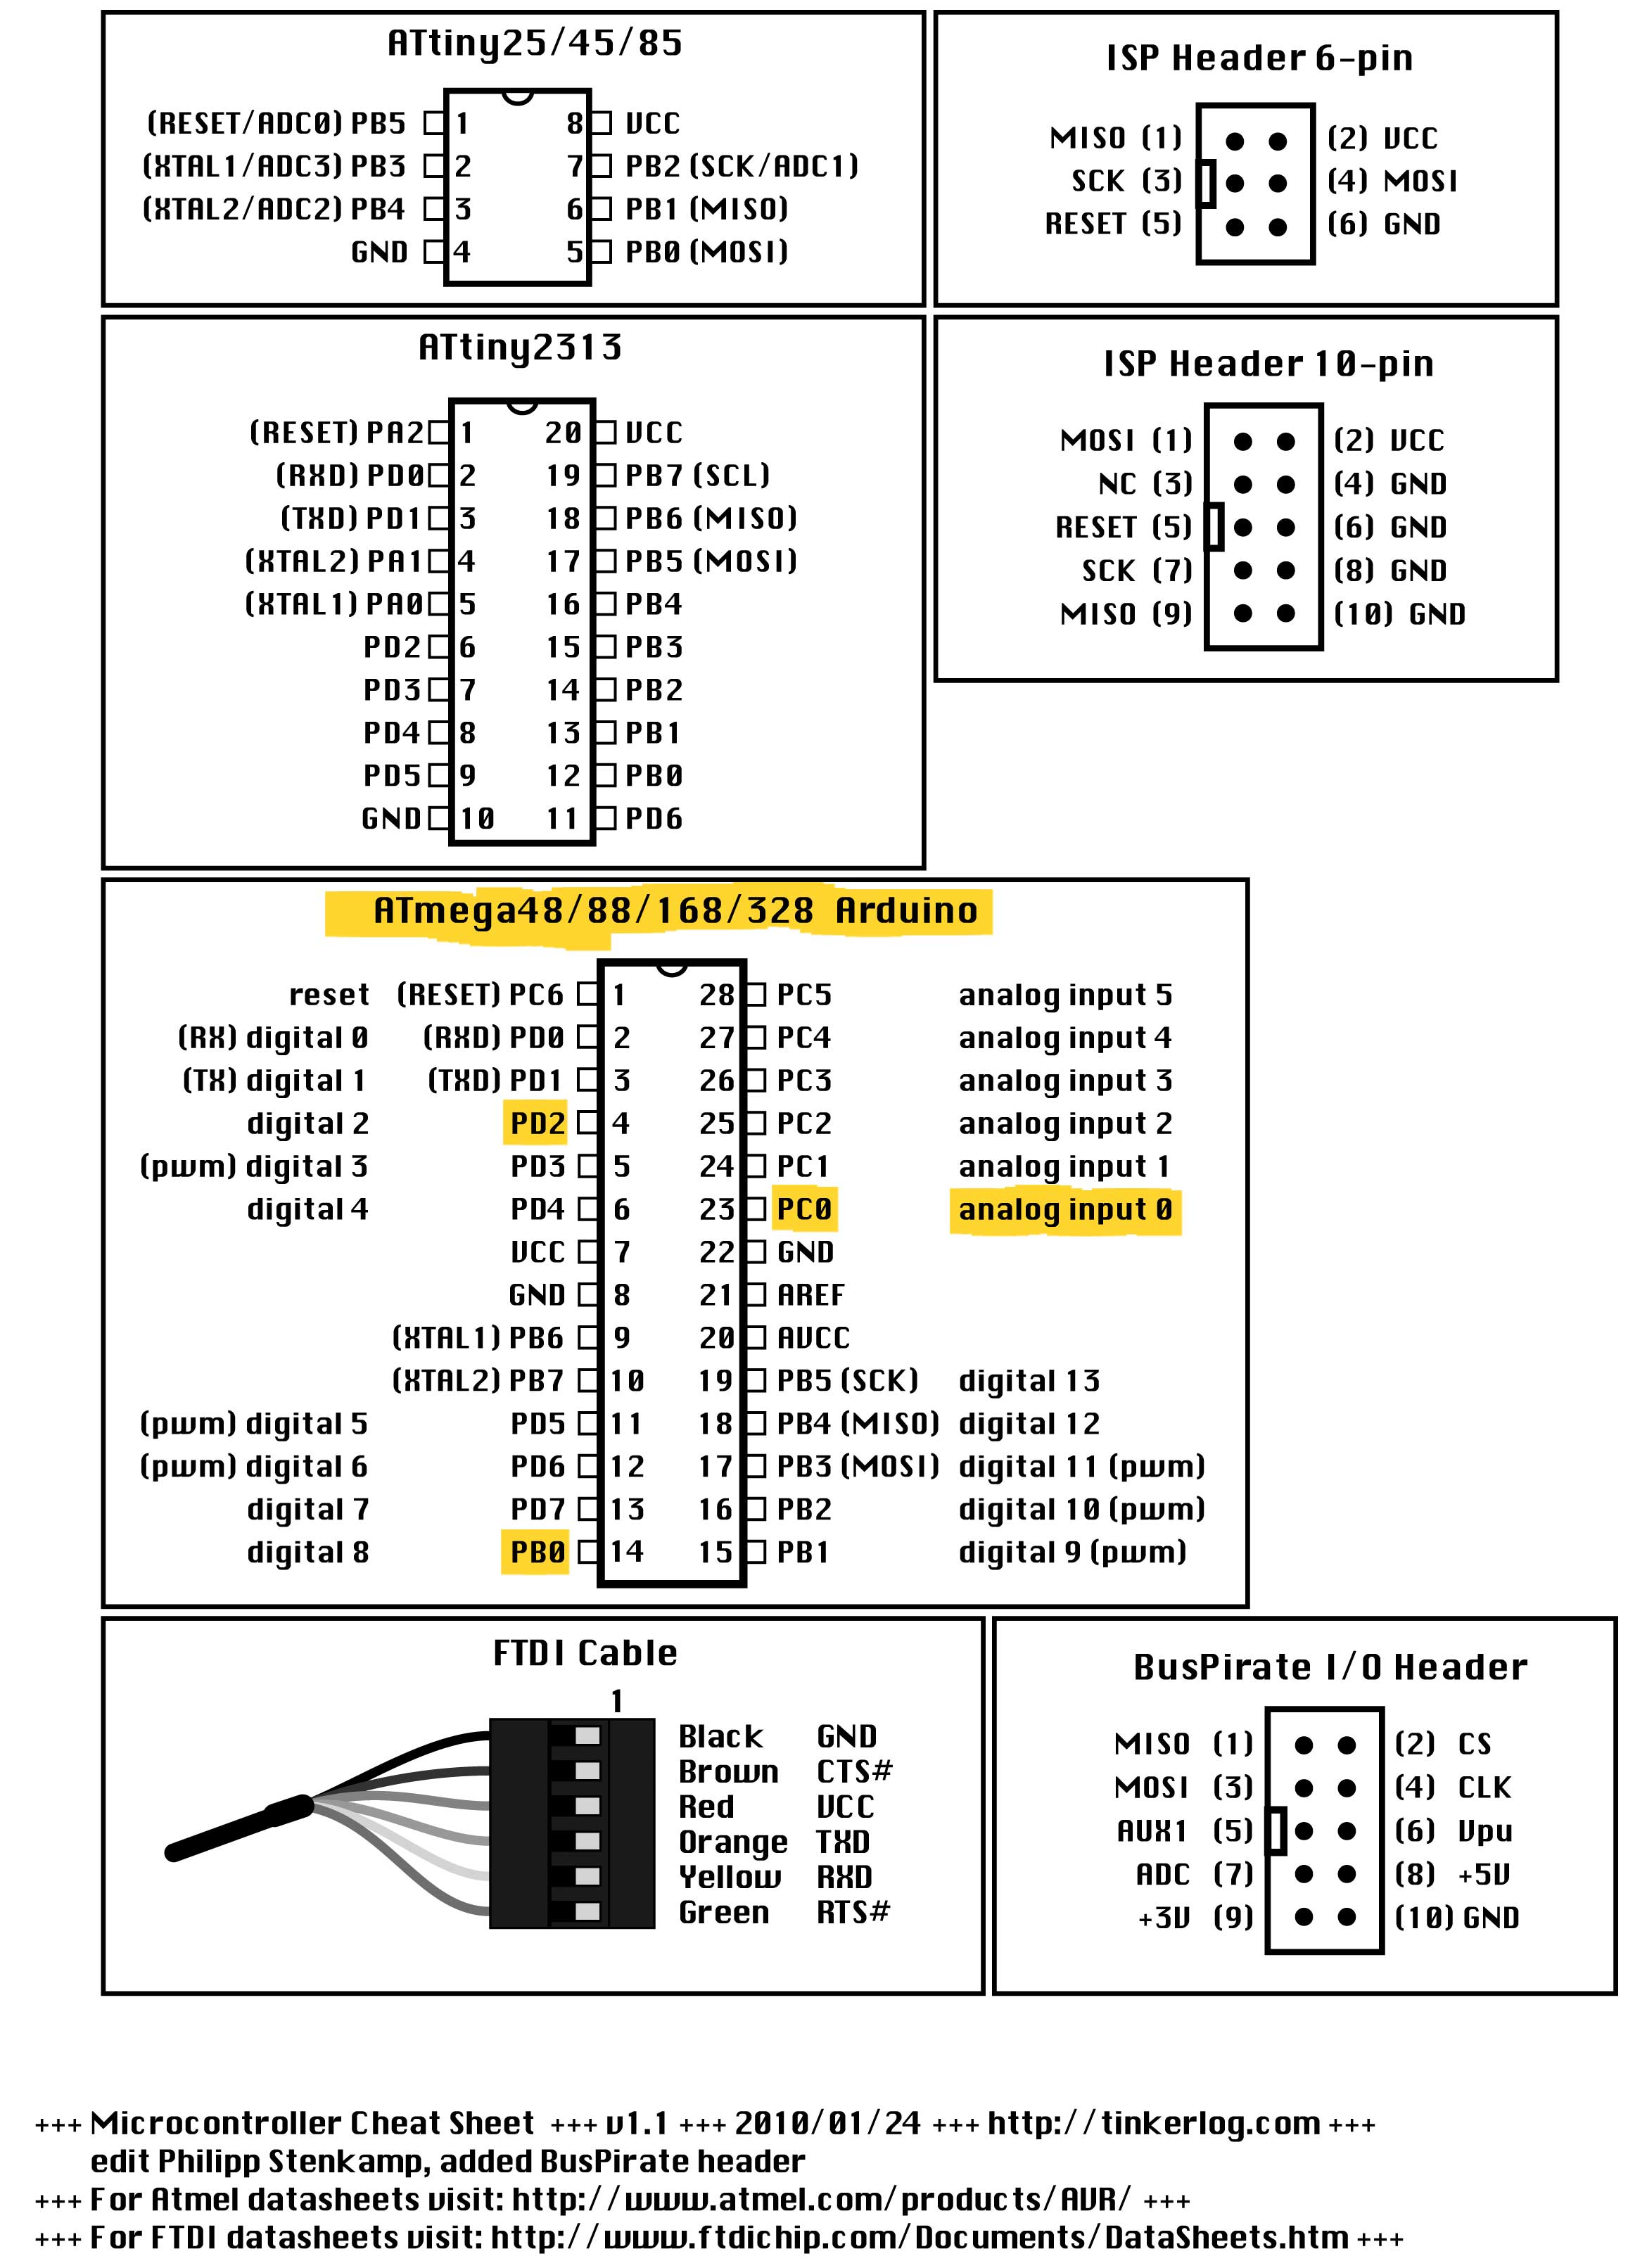 ATtiny25/45/85
(RESET/ADC0) PB5 1 8 VCC
(XTAL1/ADC3) PB3 2 7 PB2 (SCK/ADC1)
(XTAL2/ADC2) PB4 3 6 PB1 (MISO)
GND 4 5 PB0 (MOSI)
ISP Header 6-pin
MISO (1) (2) VCC
SCK (3) (4) MOSI
RESET (5) (6) GND
ATtiny2313
(RESET) PA2 1 20 VCC
(RXD) PD0 2 19 PB7 (SCL)
(TXD) PD1 3 18 PB6 (MISO)
(XTAL2) PA1 4 17 PB5 (MOSI)
(XTAL1) PA0 5 16 PB4
PD2 6 15 PB3
PD3 7 14 PB2
PD4 8 13 PB1
PD5 9 12 PB0
GND 10 11 PD6
ISP Header 10-pin
MOSI (1) (2) VCC
NC (3) (4) GND
RESET (5) (6) GND
SCK (7) (8) GND
MISO (9) (10) GND
ATmega48/88/168/328 Arduino
reset (RESET) PC6 1 28 PC5 analog input 5
(RX) digital 0 (RXD) PD0 2 27 PC4 analog input 4
(TX) digital 1 (TXD) PD1 3 26 PC3 analog input 3
digital 2 PD2 4 25 PC2 analog input 2
(pwm) digital 3 PD3 5 24 PC1 analog input 1
digital 4 PD4 6 23 PC0 analog input 0
VCC 7 22 GND
GND 8 21 AREF
(XTAL1) PB6 9 20 AVCC
(XTAL2) PB7 10 19 PB5 (SCK) digital 13
(pwm) digital 5 PD5 11 18 PB4 (MISO) digital 12
(pwm) digital 6 PD6 12 17 PB3 (MOSI) digital 11 (pwm)
digital 7 PD7 13 16 PB2 digital 10 (pwm)
digital 8 PB0 14 15 PB1 digital 9 (pwm)
FTDI Cable
1
Black GND
Brown CTS#
Red VCC
Orange TXD
Yellow RXD
Green RTS#
BusPirate I/O Header
MISO (1) (2) CS
MOSI (3) (4) CLK
AUX1 (5) (6) Vpu
ADC (7) (8) +5V
+3V (9) (10) GND
+++ Microcontroller Cheat Sheet +++ v1.1 +++ 2010/01/24 +++ http://tinkerlog.com +++
edit Philipp Stenkamp, added BusPirate header
+++ For Atmel datasheets visit: http://www.atmel.com/products/AVR/ +++
+++ For FTDI datasheets visit: http://www.ftdichip.com/Documents/DataSheets.htm +++